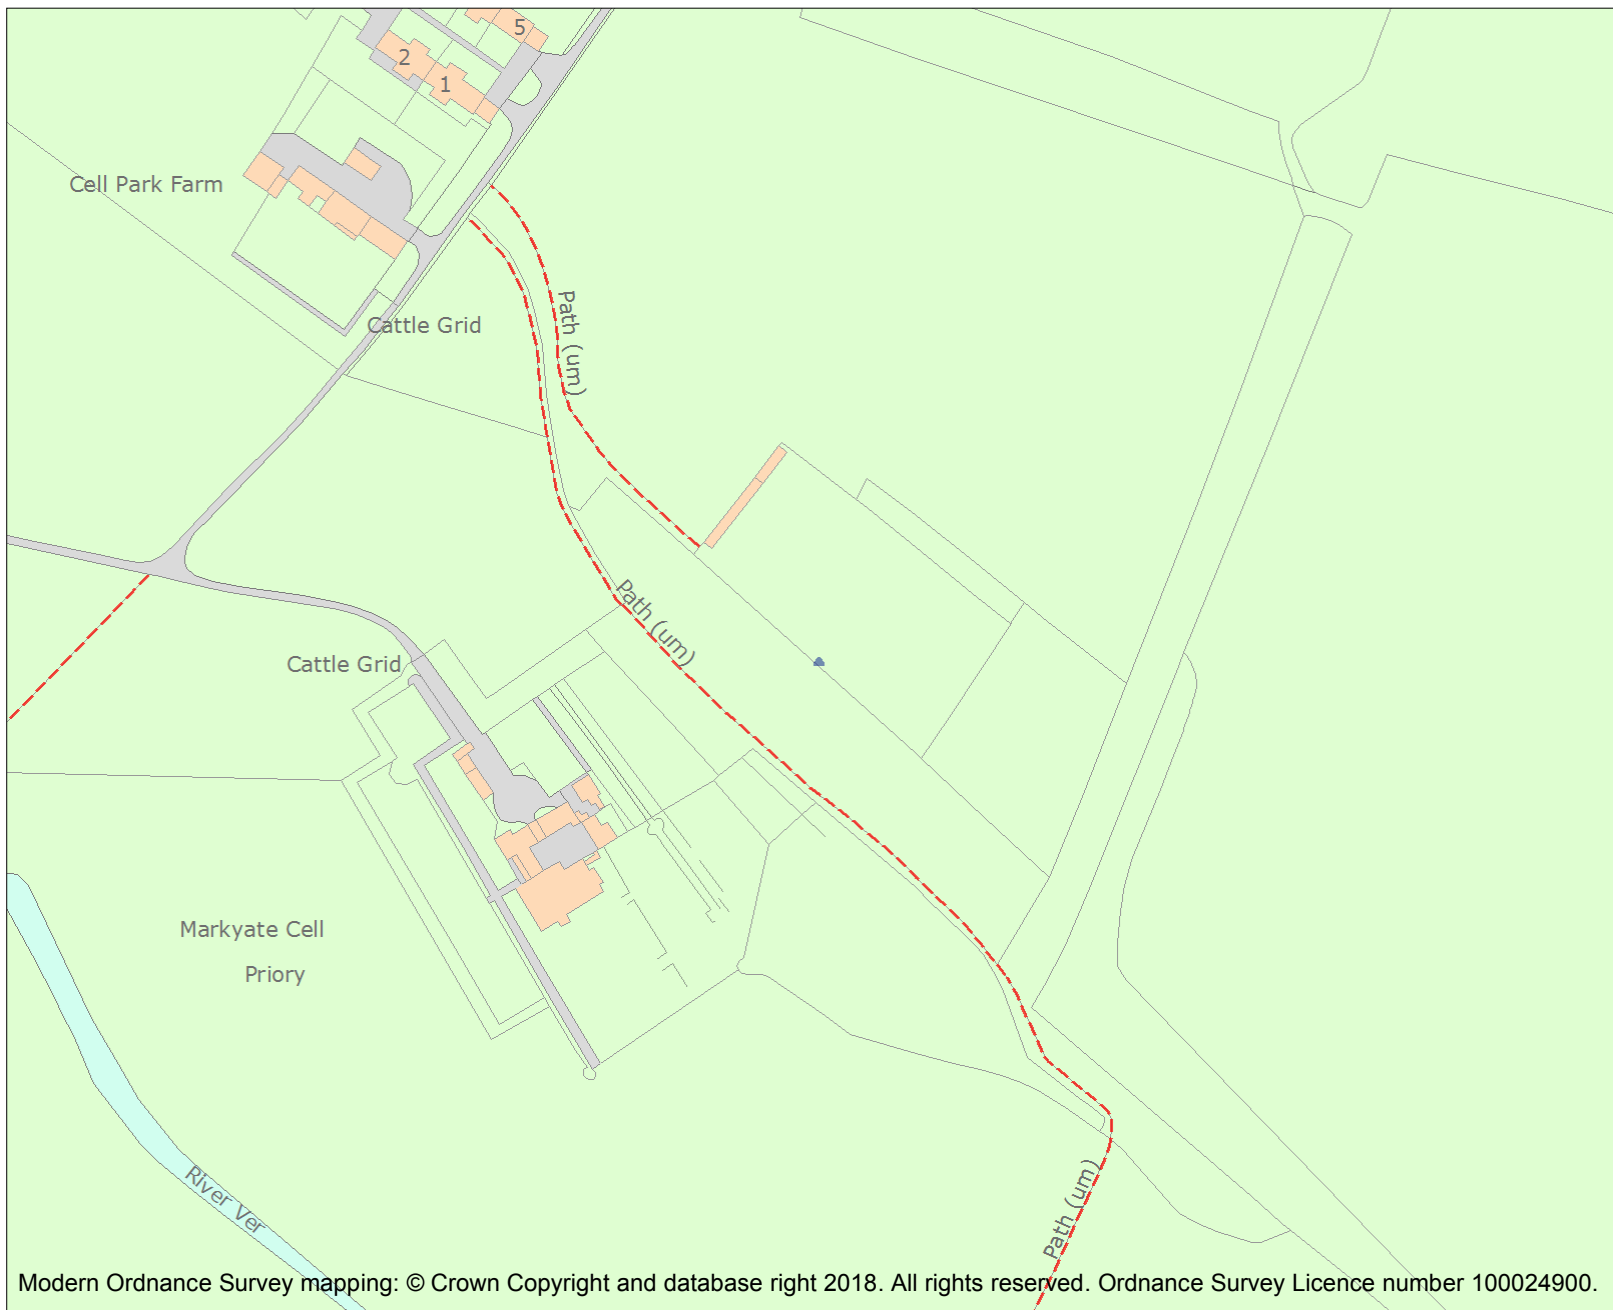 5
2
1
Cell Park Farm
Cattle Grid
Path (um)
Path (um)
Cattle Grid
Markyate Cell
Priory
River Ver
Path (um)
Modern Ordnance Survey mapping: © Crown Copyright and database right 2018. All rights reserved. Ordnance Survey Licence number 100024900.